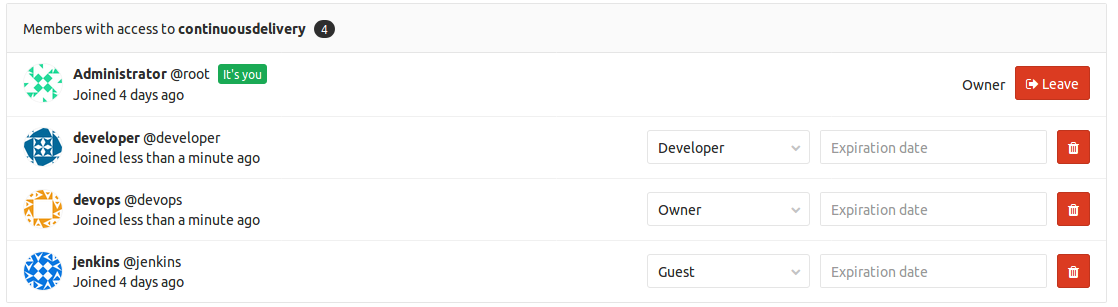 Members with access to continuousdelivery 4
Administrator @root It's you
Joined 4 days ago
Owner Leave
developer @developer
Joined less than a minute ago
Developer Expiration date
devops @devops
Joined less than a minute ago
Owner Expiration date
jenkins @jenkins
Joined 4 days ago
Guest Expiration date